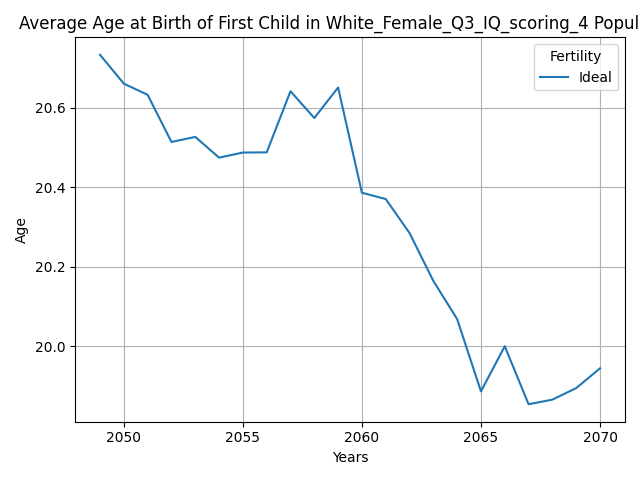 Average Age at Birth of First Child in White_Female_Q3_IQ_scoring_4 Popul
Fertility
Ideal
Age
20.6
20.4
20.2
20.0
2050 2055 2060 2065 2070
Years